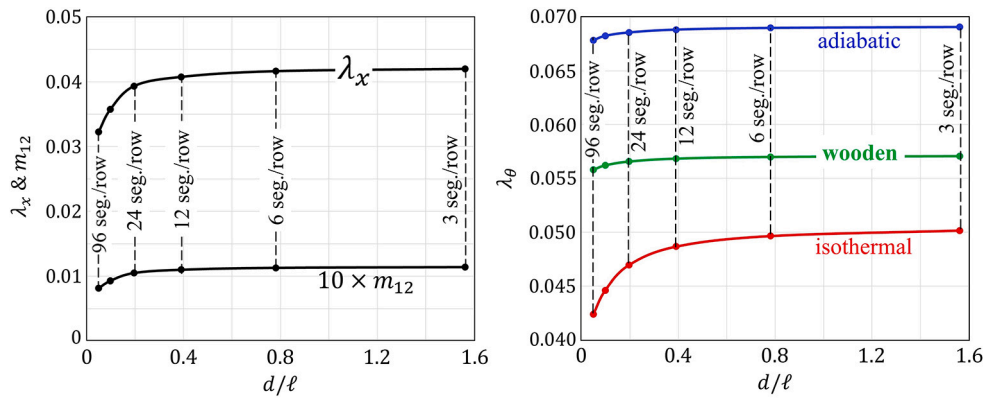 0.05
0.04
0.03
0.02
0.01
0
λₓ & m₁₂
λₓ
96 seg./row
24 seg./row
12 seg./row
6 seg./row
3 seg./row
10 × m₁₂
0
0.4
0.8
1.2
1.6
d/ℓ
0.070
0.065
0.060
0.055
0.050
0.045
0.040
λ_θ
adiabatic
96 seg./row
24 seg./row
12 seg./row
6 seg./row
3 seg./row
wooden
isothermal
0
0.4
0.8
1.2
1.6
d/ℓ